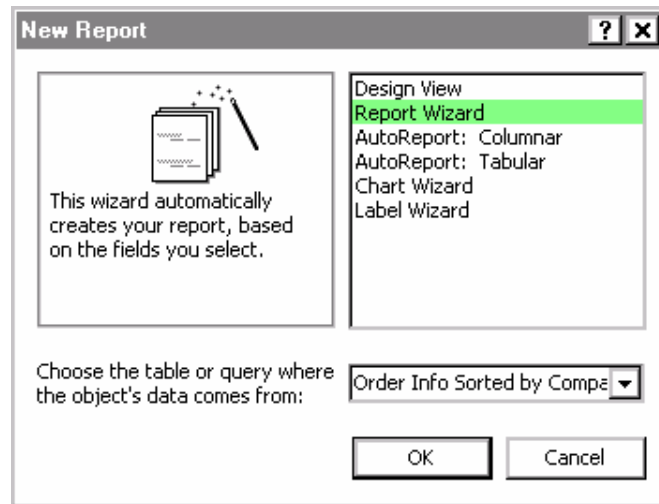 New Report
This wizard automatically
creates your report, based
on the fields you select.
Design View
Report Wizard
AutoReport: Columnar
AutoReport: Tabular
Chart Wizard
Label Wizard
Choose the table or query where
the object's data comes from:
Order Info Sorted by Compa
OK
Cancel